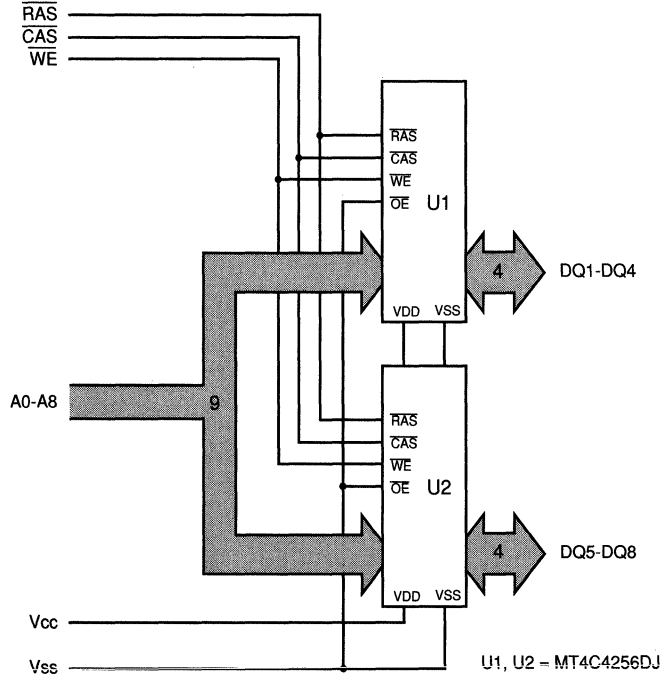 RAS
CAS
WE
RAS
CAS
WE
OE
U1
4
DQ1-DQ4
VDD VSS
A0-A8
9
RAS
CAS
WE
OE
U2
4
DQ5-DQ8
VDD VSS
Vcc
Vss
U1, U2 = MT4C4256DJ